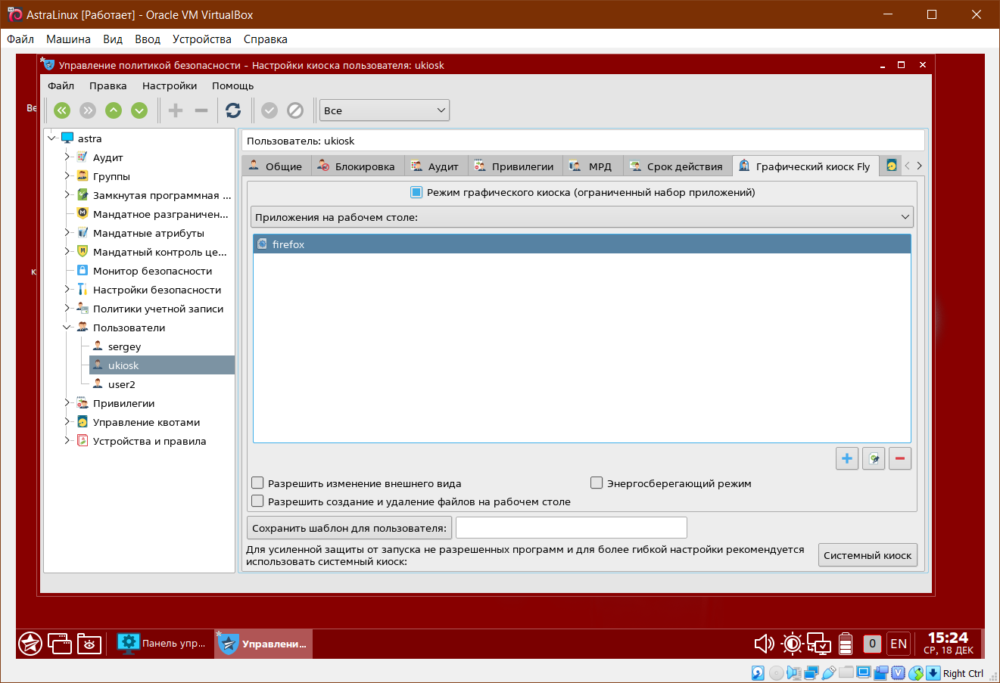 AstraLinux [Работает] - Oracle VM VirtualBox
Файл Машина Вид Ввод Устройства Справка
Управление политикой безопасности - Настройки киоска пользователя: ukiosk
Файл Правка Настройки Помощь
Все
astra
Аудит
Группы
Замкнутая программная ...
Мандатное разграничен...
Мандатные атрибуты
Мандатный контроль це...
Монитор безопасности
Настройки безопасности
Политики учетной записи
Пользователи
sergey
ukiosk
user2
Привилегии
Управление квотами
Устройства и правила
Пользователь: ukiosk
Общие Блокировка Аудит Привилегии МРД Срок действия Графический киоск Fly
Режим графического киоска (ограниченный набор приложений)
Приложения на рабочем столе:
firefox
Разрешить изменение внешнего вида
Энергосберегающий режим
Разрешить создание и удаление файлов на рабочем столе
Сохранить шаблон для пользователя:
Для усиленной защиты от запуска не разрешенных программ и для более гибкой настройки рекомендуется
использовать системный киоск:
Системный киоск
Панель упр...
Управлени...
0
EN
15:24
СР, 18 ДЕК
Right Ctrl